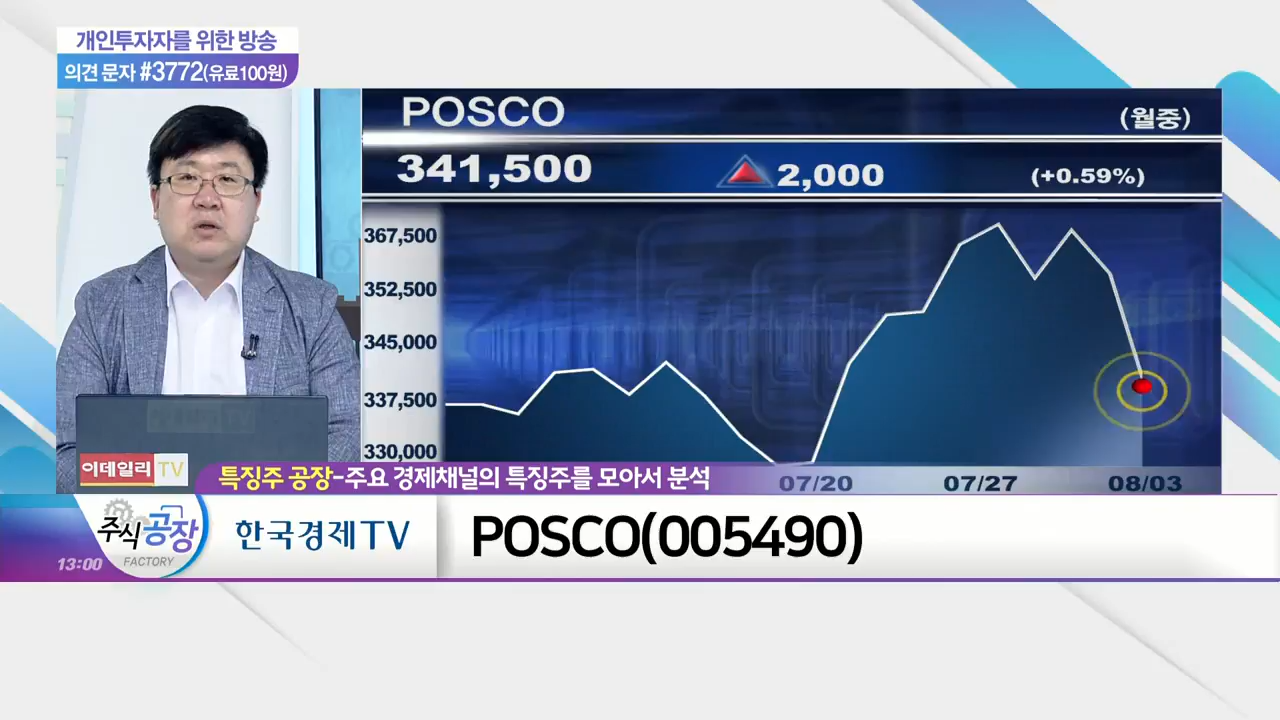 개인투자자를 위한 방송
의견 문자 #3772(유료100원)
POSCO
(월중)
341,500
2,000
(+0.59%)
367,500
352,500
345,000
337,500
330,000
07/20
07/27
08/03
이데일리 TV
특징주 공장-주요 경제채널의 특징주를 모아서 분석
주식공장
FACTORY
13:00
한국경제TV
POSCO(005490)